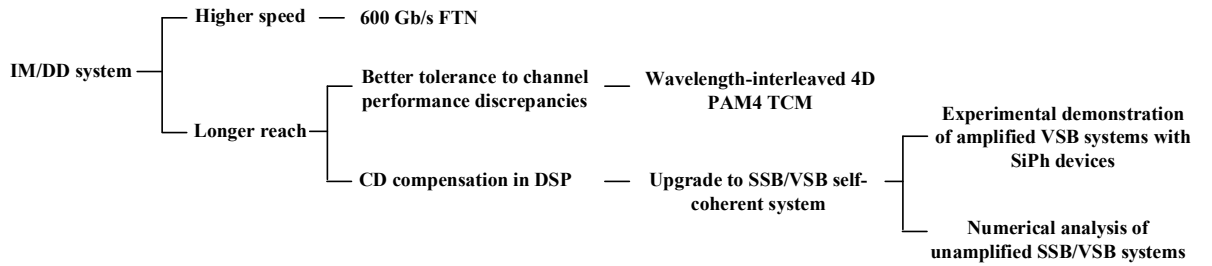 Higher speed
600 Gb/s FTN
IM/DD system
Better tolerance to channel
performance discrepancies
Wavelength-interleaved 4D
PAM4 TCM
Longer reach
Experimental demonstration
of amplified VSB systems with
SiPh devices
CD compensation in DSP
Upgrade to SSB/VSB self-
coherent system
Numerical analysis of
unamplified SSB/VSB systems